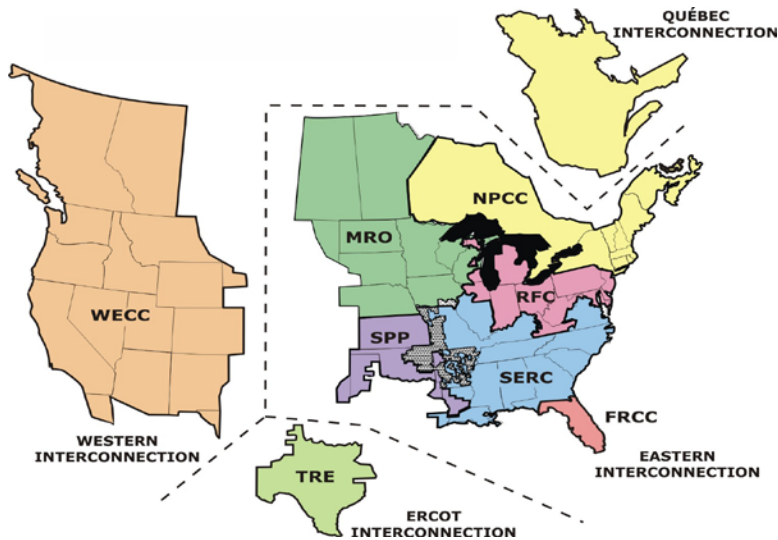 QUÉBEC
INTERCONNECTION
NPCC
MRO
RFC
WECC
SPP
SERC
FRCC
WESTERN
INTERCONNECTION
EASTERN
INTERCONNECTION
TRE
ERCOT
INTERCONNECTION